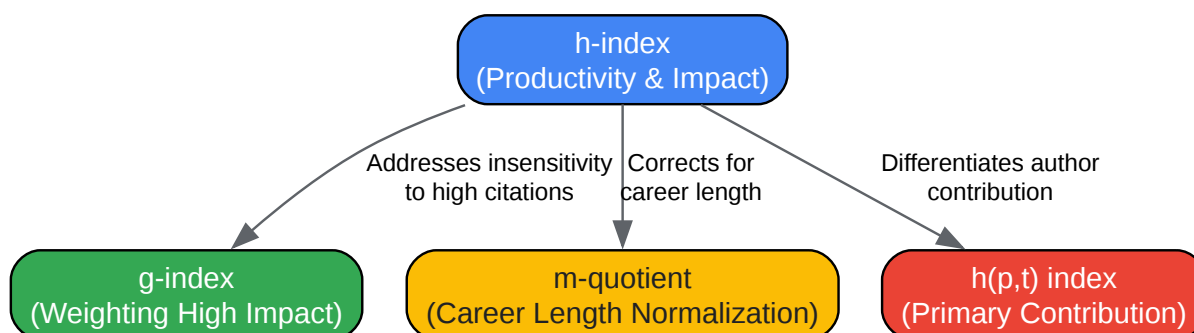 h-index
(Productivity & Impact)
Addresses insensitivity
to high citations
Corrects for
career length
Differentiates author
contribution
g-index
(Weighting High Impact)
m-quotient
(Career Length Normalization)
h(p,t) index
(Primary Contribution)